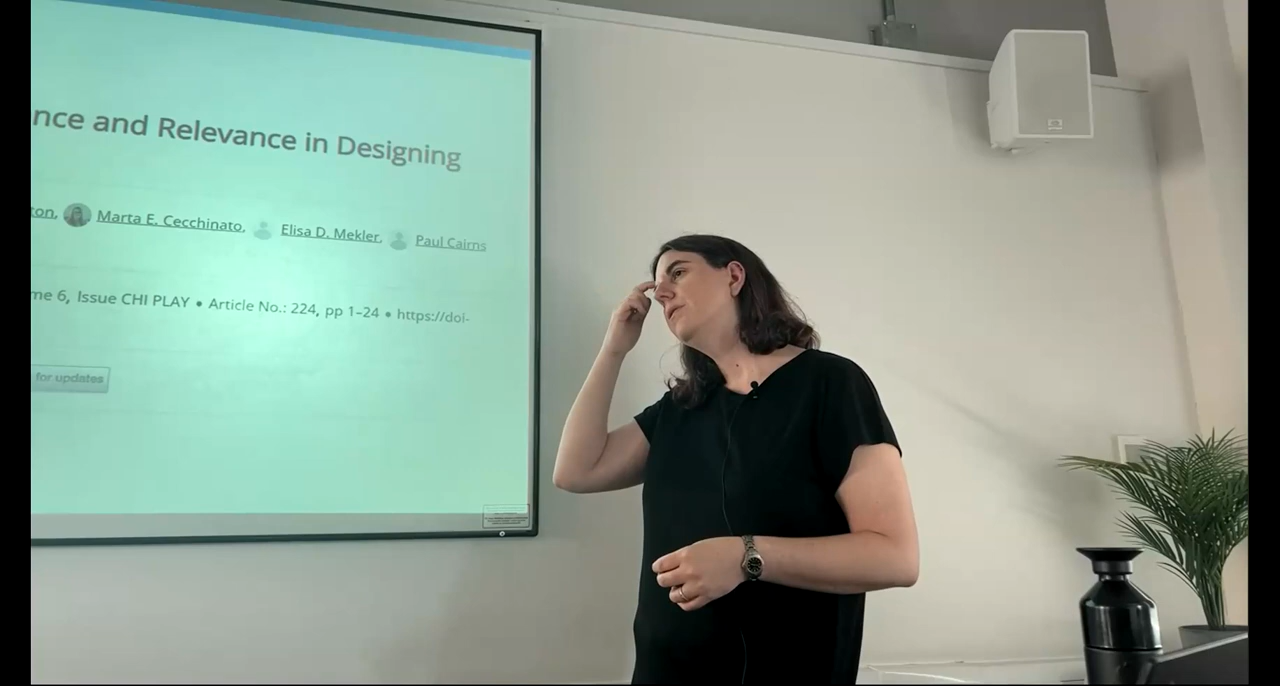 nce and Relevance in Designing
ton, Marta E. Cecchinato, Elisa D. Mekler, Paul Cairns
me 6, Issue CHI PLAY • Article No.: 224, pp 1–24 • https://doi-
for updates